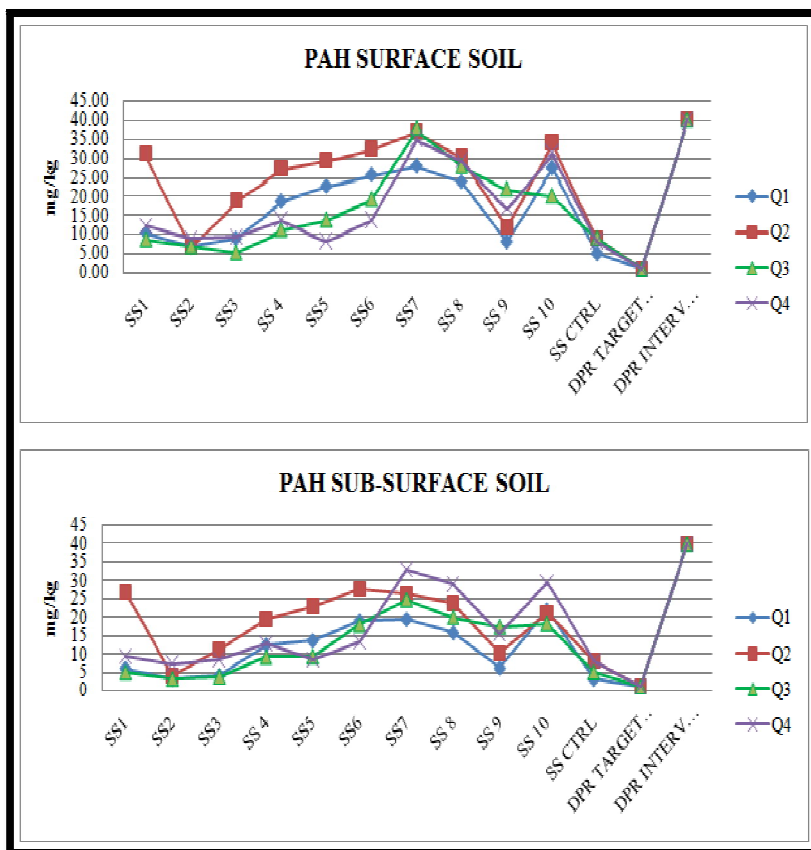 PAH SURFACE SOIL
45.00
40.00
35.00
30.00
25.00
20.00
15.00
10.00
5.00
0.00
mg/kg
SS1
SS2
SS3
SS 4
SS5
SS6
SS7
SS 8
SS 9
SS 10
SS CTRL
DPR TARGET...
DPR INTERV...
Q1
Q2
Q3
Q4
PAH SUB-SURFACE SOIL
45
40
35
30
25
20
15
10
5
0
mg/kg
SS1
SS2
SS3
SS 4
SS5
SS6
SS7
SS 8
SS 9
SS 10
SS CTRL
DPR TARGET...
DPR INTERV...
Q1
Q2
Q3
Q4